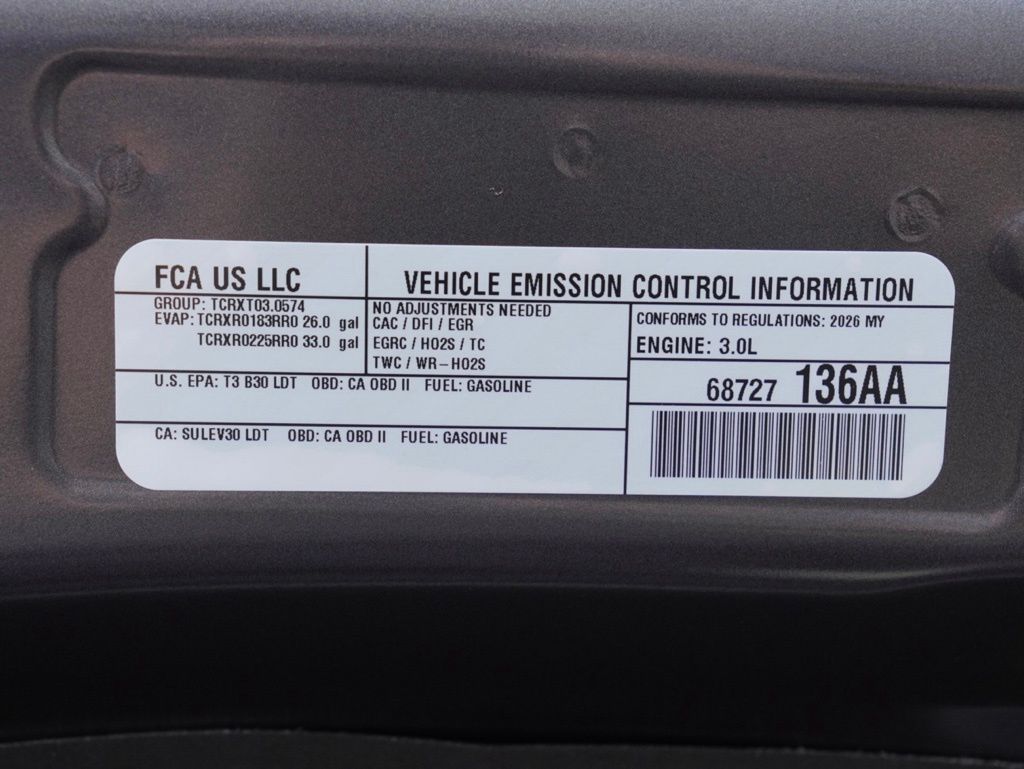 FCA US LLC
VEHICLE EMISSION CONTROL INFORMATION
GROUP: TCRXT03.0574
EVAP: TCRXR0183RR0 26.0 gal
TCRXR0225RR0 33.0 gal
NO ADJUSTMENTS NEEDED
CAC / DFI / EGR
EGRC / HO2S / TC
TWC / WR-HO2S
CONFORMS TO REGULATIONS: 2026 MY
ENGINE: 3.0L
68727 136AA
U.S. EPA: T3 B30 LDT OBD: CA OBD II FUEL: GASOLINE
CA: SULEV30 LDT OBD: CA OBD II FUEL: GASOLINE